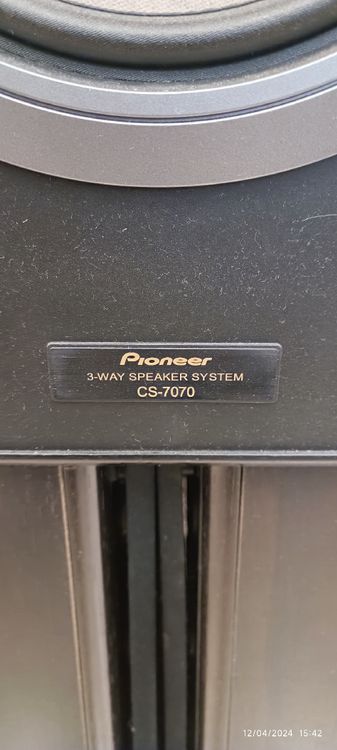 Pioneer
3-WAY SPEAKER SYSTEM
CS-7070
12/04/2024 15:42